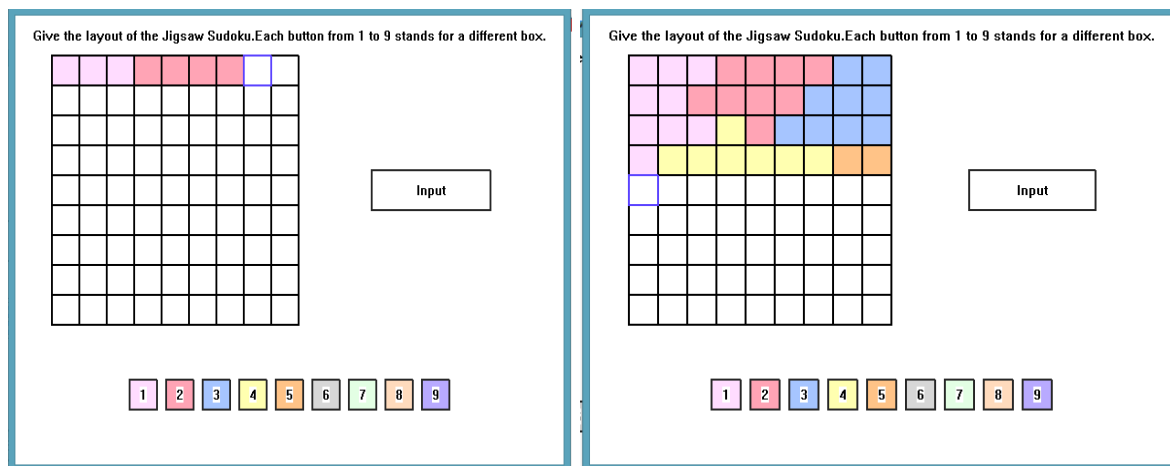 Give the layout of the Jigsaw Sudoku.Each button from 1 to 9 stands for a different box.
Input
1 2 3 4 5 6 7 8 9
Give the layout of the Jigsaw Sudoku.Each button from 1 to 9 stands for a different box.
Input
1 2 3 4 5 6 7 8 9